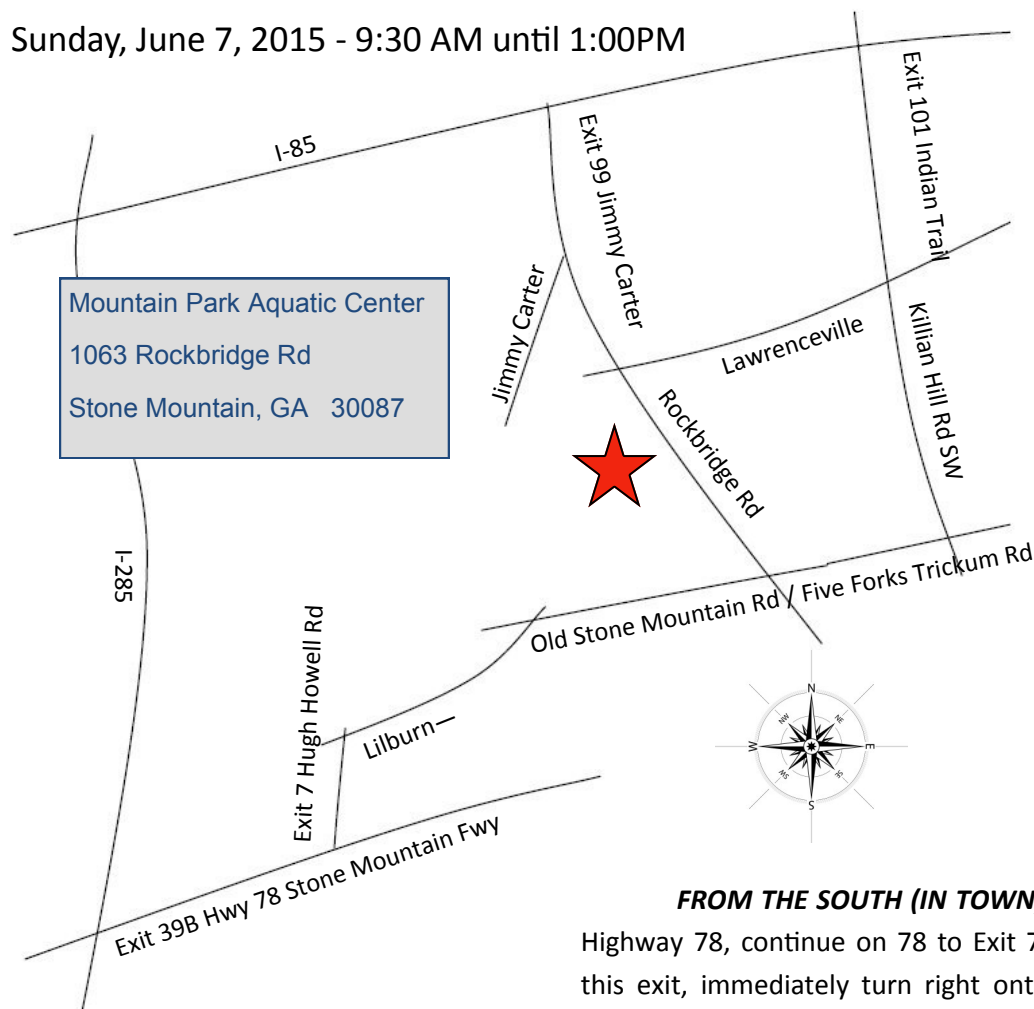 Sunday, June 7, 2015 - 9:30 AM until 1:00PM
I-85
Exit 99 Jimmy Carter
Exit 101 Indian Trail
Mountain Park Aquatic Center
1063 Rockbridge Rd
Stone Mountain, GA 30087
Jimmy Carter
Lawrenceville
Killian Hill Rd SW
Rockbridge Rd
I-285
Old Stone Mountain Rd / Five Forks Trickum Rd
Exit 7 Hugh Howell Rd
Lilburn—
N
NW
NE
W
E
SW
SE
S
Exit 39B Hwy 78 Stone Mountain Fwy
FROM THE SOUTH (IN TOWN
Highway 78, continue on 78 to Exit 7
this exit, immediately turn right ont